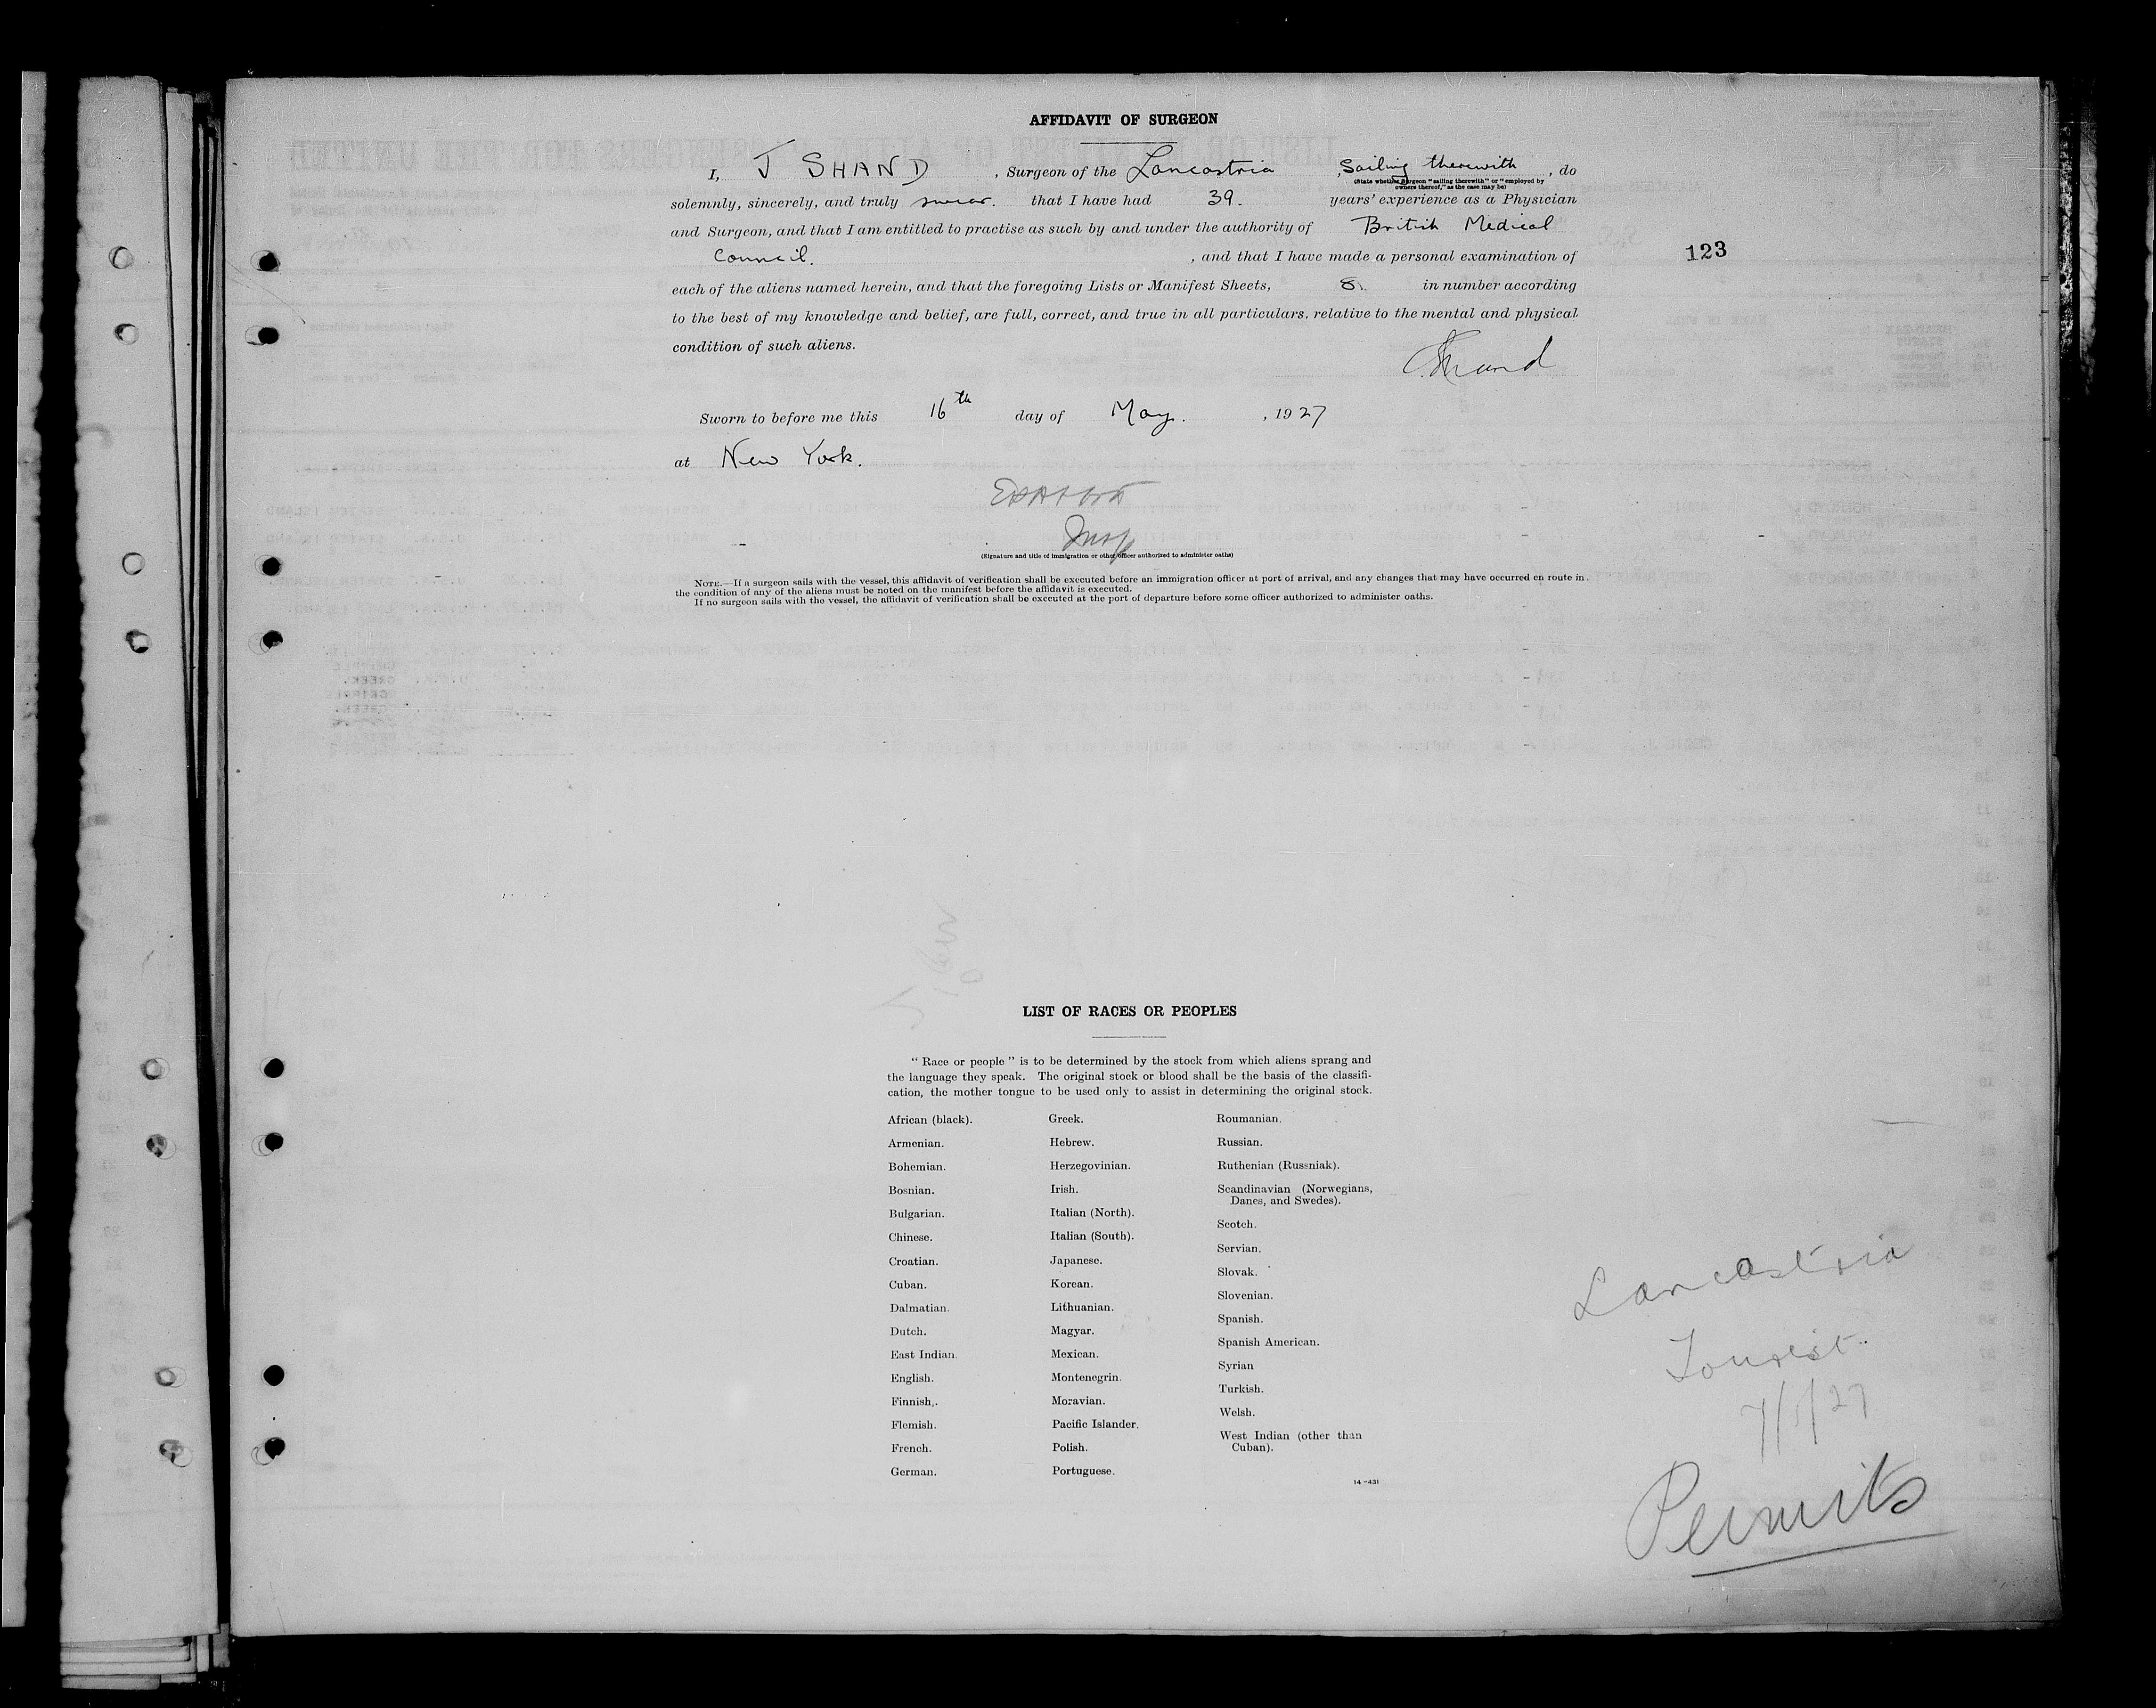 AFFIDAVIT OF SURGEON
I, J SHAND, Surgeon of the Lancastria, Sailing therewith, do
(State whether Surgeon "sailing therewith" or "employed by
owners thereof," as the case may be)
solemnly, sincerely, and truly swear. that I have had 39. years' experience as a Physician
and Surgeon, and that I am entitled to practise as such by and under the authority of British Medical
Council., and that I have made a personal examination of
each of the aliens named herein, and that the foregoing Lists or Manifest Sheets, 8. in number according
to the best of my knowledge and belief, are full, correct, and true in all particulars, relative to the mental and physical
condition of such aliens.
123
JShand
Sworn to before me this 16th day of May., 1927
at New York.
Insp
(Signature and title of immigration or other officer authorized to administer oaths)
NOTE.—If a surgeon sails with the vessel, this affidavit of verification shall be executed before an immigration officer at port of arrival, and any changes that may have occurred en route in
the condition of any of the aliens must be noted on the manifest before the affidavit is executed.
If no surgeon sails with the vessel, the affidavit of verification shall be executed at the port of departure before some officer authorized to administer oaths.
LIST OF RACES OR PEOPLES
"Race or people" is to be determined by the stock from which aliens sprang and
the language they speak. The original stock or blood shall be the basis of the classifi-
cation, the mother tongue to be used only to assist in determining the original stock.
African (black).
Armenian.
Bohemian.
Bosnian.
Bulgarian.
Chinese.
Croatian.
Cuban.
Dalmatian.
Dutch.
East Indian.
English.
Finnish.
Flemish.
French.
German.
Greek.
Hebrew.
Herzegovinian.
Irish.
Italian (North).
Italian (South).
Japanese.
Korean.
Lithuanian.
Magyar.
Mexican.
Montenegrin.
Moravian.
Pacific Islander.
Polish.
Portuguese.
Roumanian.
Russian.
Ruthenian (Russniak).
Scandinavian (Norwegians,
Danes, and Swedes).
Scotch.
Servian.
Slovak.
Slovenian.
Spanish.
Spanish American.
Syrian
Turkish.
Welsh.
West Indian (other than
Cuban).
14-431
Lancastria
Tourist.
7/5/27
Permits